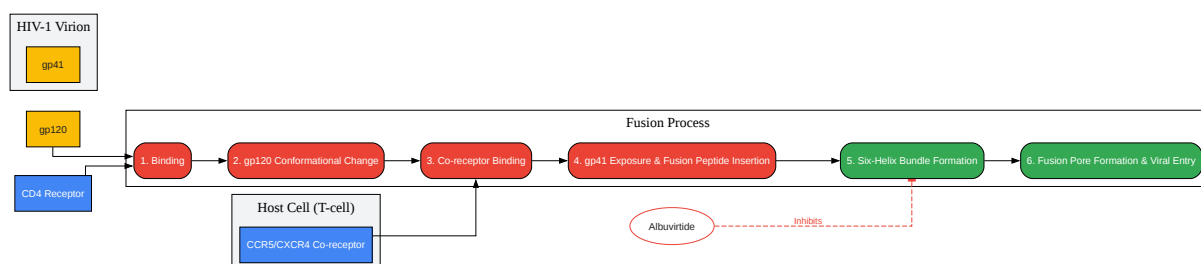 HIV-1 Virion
gp41
gp120
Fusion Process
1. Binding
2. gp120 Conformational Change
3. Co-receptor Binding
4. gp41 Exposure & Fusion Peptide Insertion
5. Six-Helix Bundle Formation
6. Fusion Pore Formation & Viral Entry
CD4 Receptor
Host Cell (T-cell)
CCR5/CXCR4 Co-receptor
Albuvirtide
Inhibits